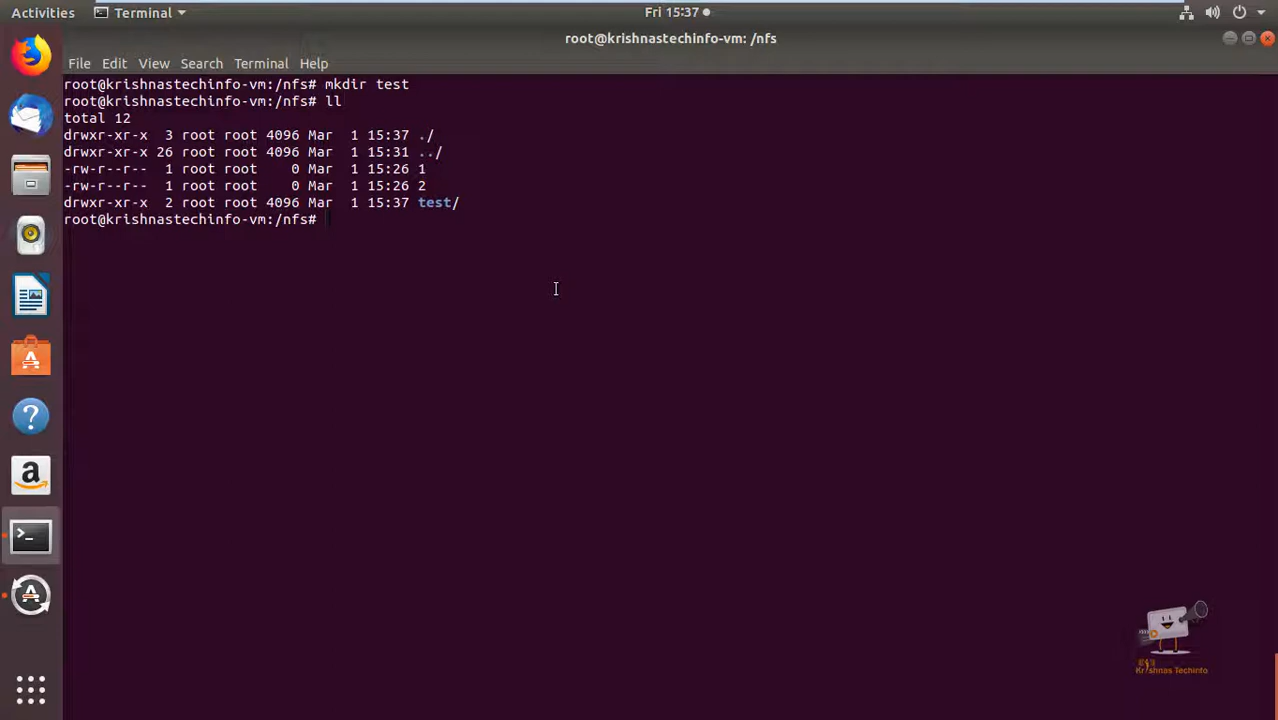 Activities Terminal Fri 15:37
root@krishnastechinfo-vm: /nfs
File Edit View Search Terminal Help
root@krishnastechinfo-vm:/nfs# mkdir test
root@krishnastechinfo-vm:/nfs# ll
total 12
drwxr-xr-x  3 root root 4096 Mar  1 15:37 ./
drwxr-xr-x 26 root root 4096 Mar  1 15:31 ../
-rw-r--r--  1 root root    0 Mar  1 15:26 1
-rw-r--r--  1 root root    0 Mar  1 15:26 2
drwxr-xr-x  2 root root 4096 Mar  1 15:37 test/
root@krishnastechinfo-vm:/nfs#
Krishnas Techinfo